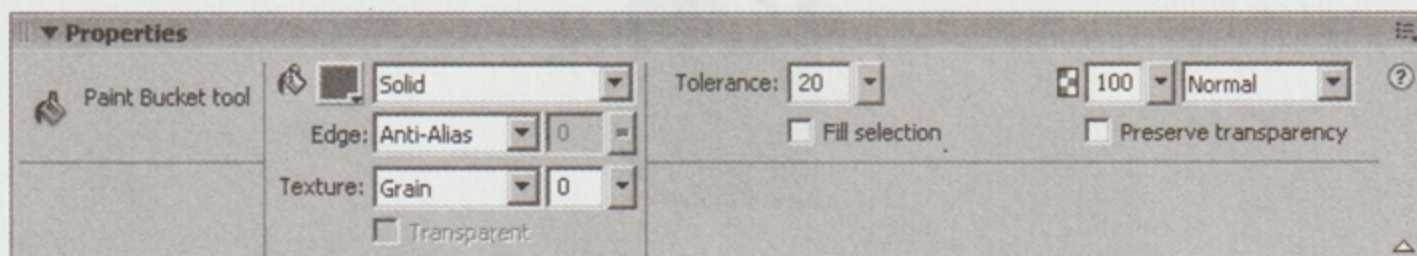 Properties
Paint Bucket tool
Solid
Tolerance: 20
100 Normal
?
Edge: Anti-Alias 0
Fill selection
Preserve transparency
Texture: Grain 0
Transparent